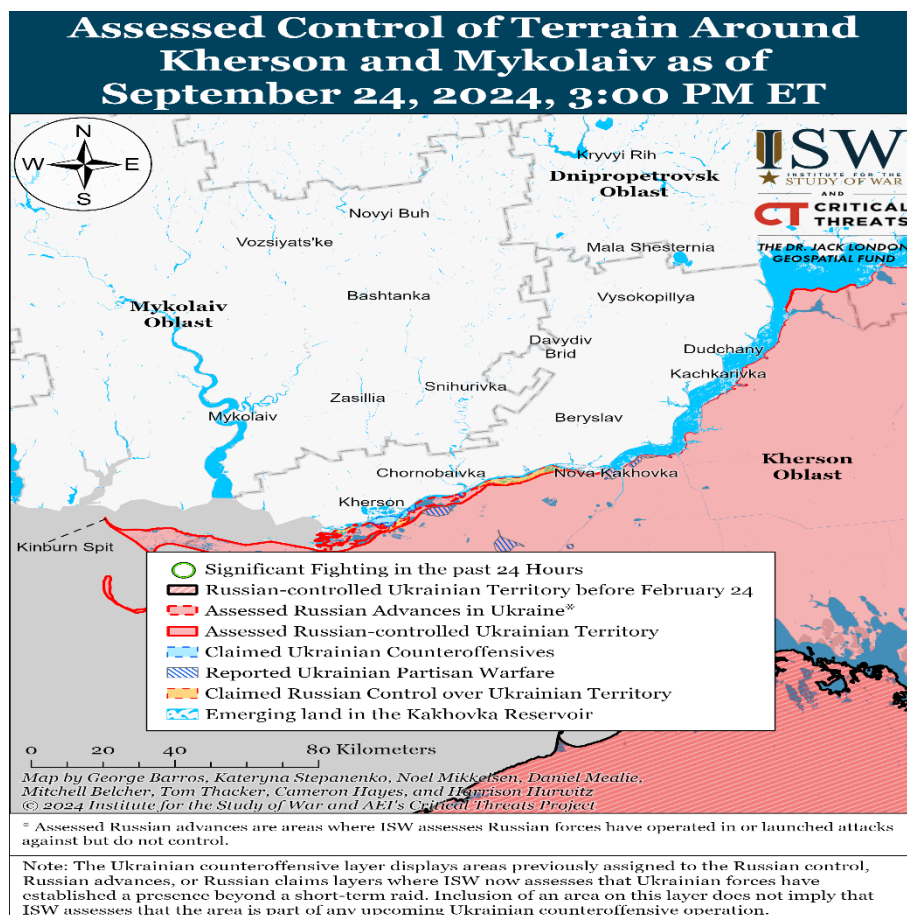 Assessed Control of Terrain Around
Kherson and Mykolaiv as of
September 24, 2024, 3:00 PM ET
N
W E
S
ISW
INSTITUTE FOR THE
STUDY OF WAR
AND
CT CRITICAL
THREATS
THE DR. JACK LONDON
GEOSPATIAL FUND
Kryvyi Rih
Dnipropetrovsk
Oblast
Novyi Buh
Vozsiyats'ke
Mala Shesternia
Mykolaiv
Oblast
Bashtanka
Vysokopillya
Davydiv
Brid
Dudchany
Kachkarivka
Snihurivka
Zasillia
Mykolaiv
Beryslav
Kherson
Oblast
Chornobaivka
Nova Kakhovka
Kherson
Kinburn Spit
Significant Fighting in the past 24 Hours
Russian-controlled Ukrainian Territory before February 24
Assessed Russian Advances in Ukraine*
Assessed Russian-controlled Ukrainian Territory
Claimed Ukrainian Counteroffensives
Reported Ukrainian Partisan Warfare
Claimed Russian Control over Ukrainian Territory
Emerging land in the Kakhovka Reservoir
0 20 40 80 Kilometers
Map by George Barros, Kateryna Stepanenko, Noel Mikkelsen, Daniel Mealie,
Mitchell Belcher, Tom Thacker, Cameron Hayes, and Harrison Hurwitz
© 2024 Institute for the Study of War and AEI's Critical Threats Project
* Assessed Russian advances are areas where ISW assesses Russian forces have operated in or launched attacks
against but do not control.
Note: The Ukrainian counteroffensive layer displays areas previously assigned to the Russian control,
Russian advances, or Russian claims layers where ISW now assesses that Ukrainian forces have
established a presence beyond a short-term raid. Inclusion of an area on this layer does not imply that
ISW assesses that the area is part of any upcoming Ukrainian counteroffensive operation.